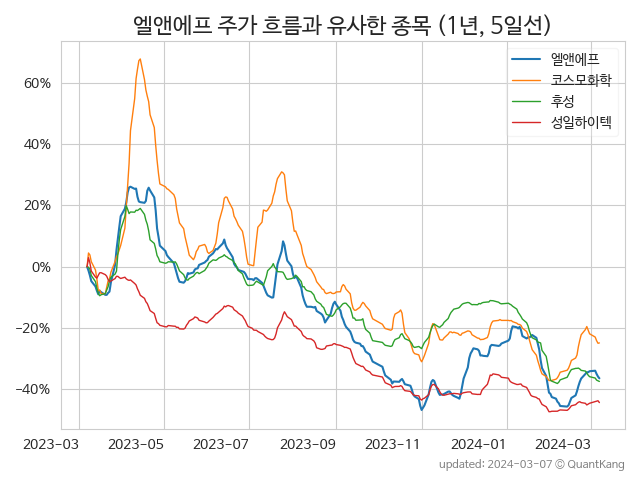 엘앤에프 주가 흐름과 유사한 종목 (1년, 5일선)
엘앤에프
코스모화학
후성
성일하이텍
60%
40%
20%
0%
−20%
−40%
2023-03 2023-05 2023-07 2023-09 2023-11 2024-01 2024-03
updated: 2024-03-07 © QuantKang